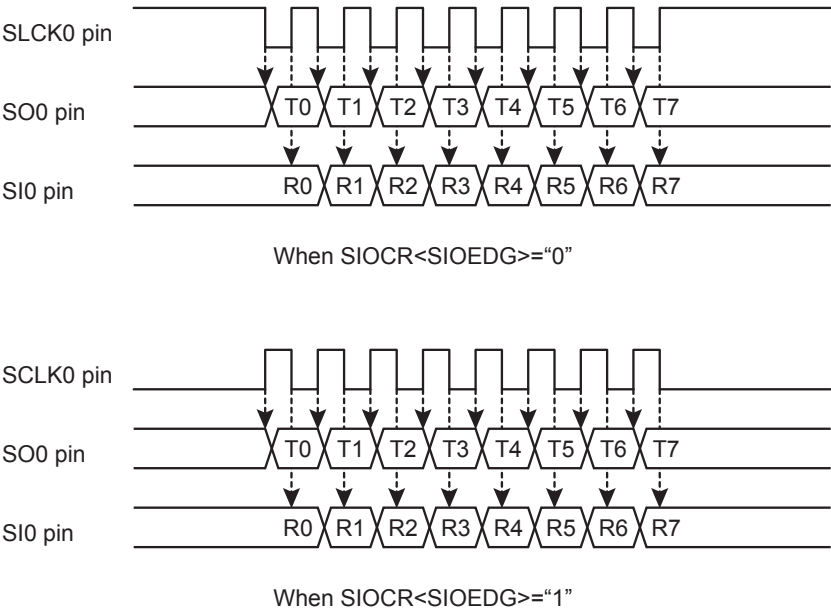 SLCK0 pin
SO0 pin T0 T1 T2 T3 T4 T5 T6 T7
SI0 pin R0 R1 R2 R3 R4 R5 R6 R7
When SIOCR<SIOEDG>=“0”
SCLK0 pin
SO0 pin T0 T1 T2 T3 T4 T5 T6 T7
SI0 pin R0 R1 R2 R3 R4 R5 R6 R7
When SIOCR<SIOEDG>=“1”